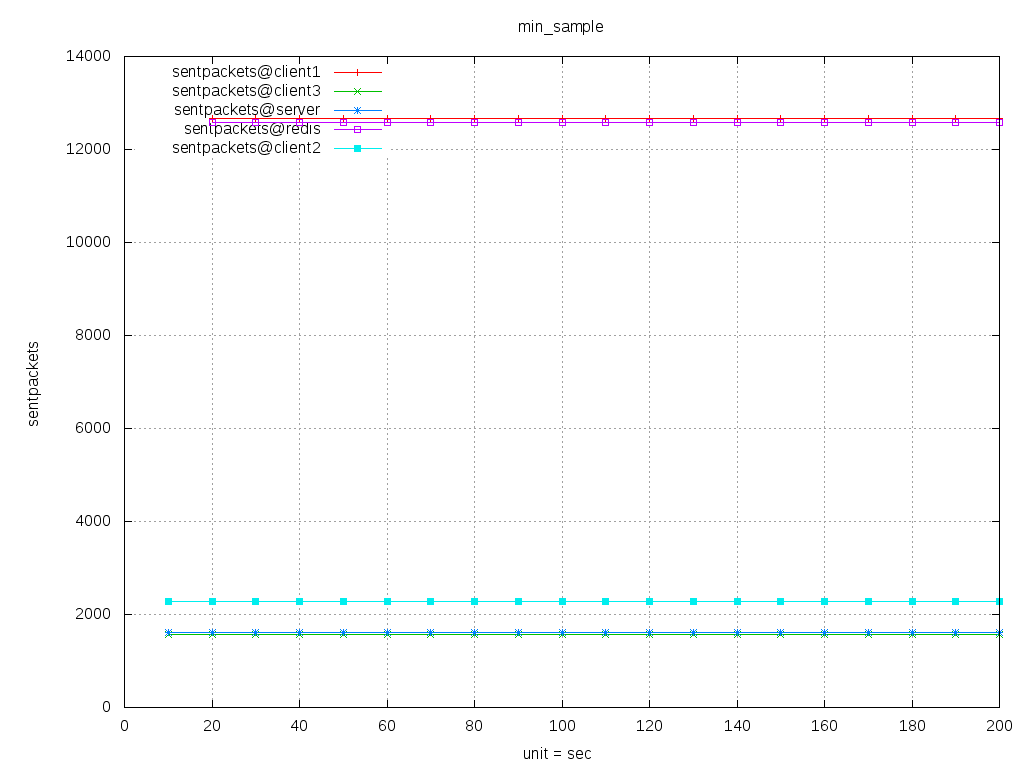 min_sample
14000
12000
10000
8000
6000
4000
2000
0
sentpackets
sentpackets@client1
sentpackets@client3
sentpackets@server
sentpackets@redis
sentpackets@client2
0 20 40 60 80 100 120 140 160 180 200
unit = sec